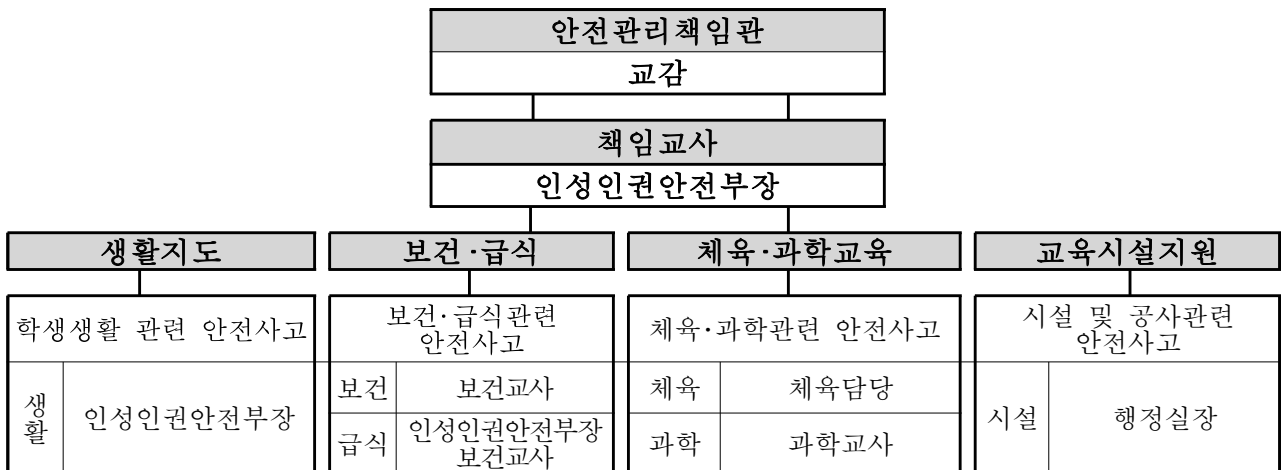 안전관리책임관
교감
책임교사
인성인권안전부장
생활지도
보건·급식
체육·과학교육
교육시설지원
학생생활 관련 안전사고
보건·급식관련
안전사고
체육·과학관련 안전사고
시설 및 공사관련
안전사고
생활
인성인권안전부장
보건
보건교사
급식
인성인권안전부장
보건교사
체육
체육담당
과학
과학교사
시설
행정실장